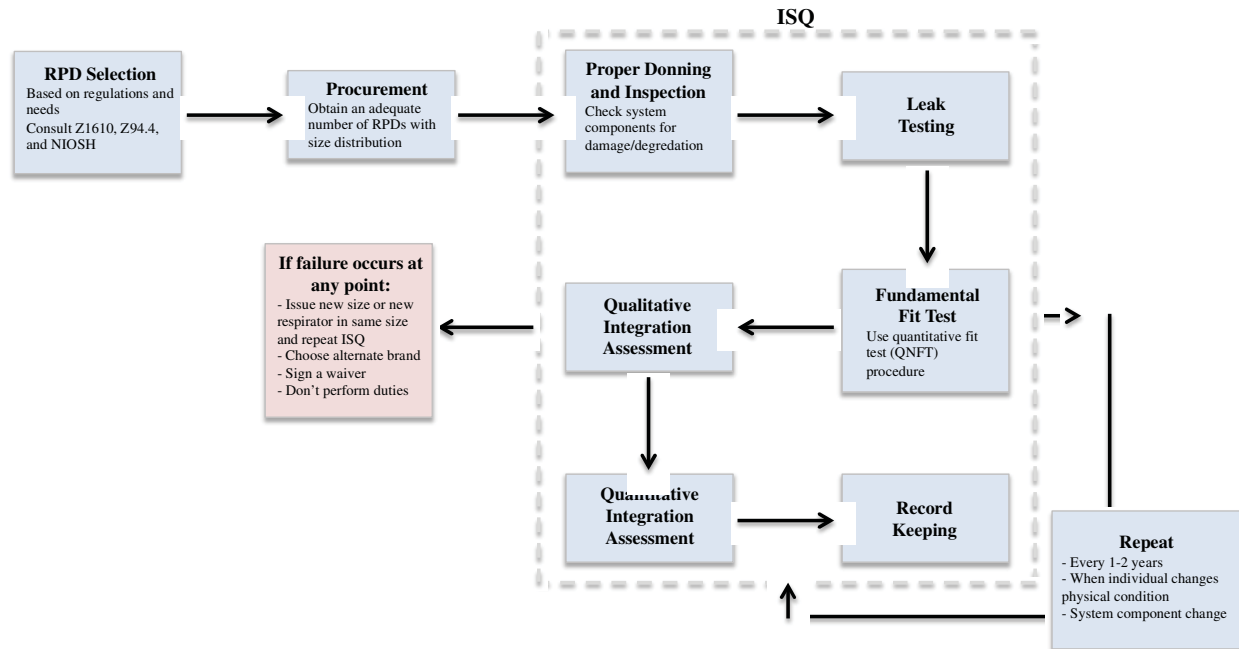 ISQ
RPD Selection
Based on regulations and
needs
Consult Z1610, Z94.4,
and NIOSH
Procurement
Obtain an adequate
number of RPDs with
size distribution
Proper Donning
and Inspection
Check system
components for
damage/degredation
Leak
Testing
If failure occurs at
any point:
- Issue new size or new
respirator in same size
and repeat ISQ
- Choose alternate brand
- Sign a waiver
- Don't perform duties
Qualitative
Integration
Assessment
Fundamental
Fit Test
Use quantitative fit
test (QNFT)
procedure
Quantitative
Integration
Assessment
Record
Keeping
Repeat
- Every 1-2 years
- When individual changes
physical condition
- System component change